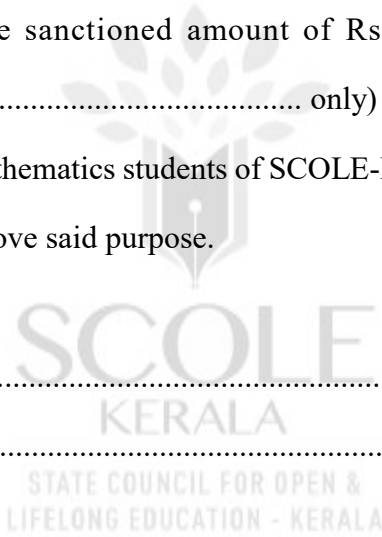 e sanctioned amount of Rs
.................................... only)
thematics students of SCOLE-
ove said purpose.
SCOLE
....................................................
KERALA
....................................................
STATE COUNCIL FOR OPEN &
LIFELONG EDUCATION - KERALA